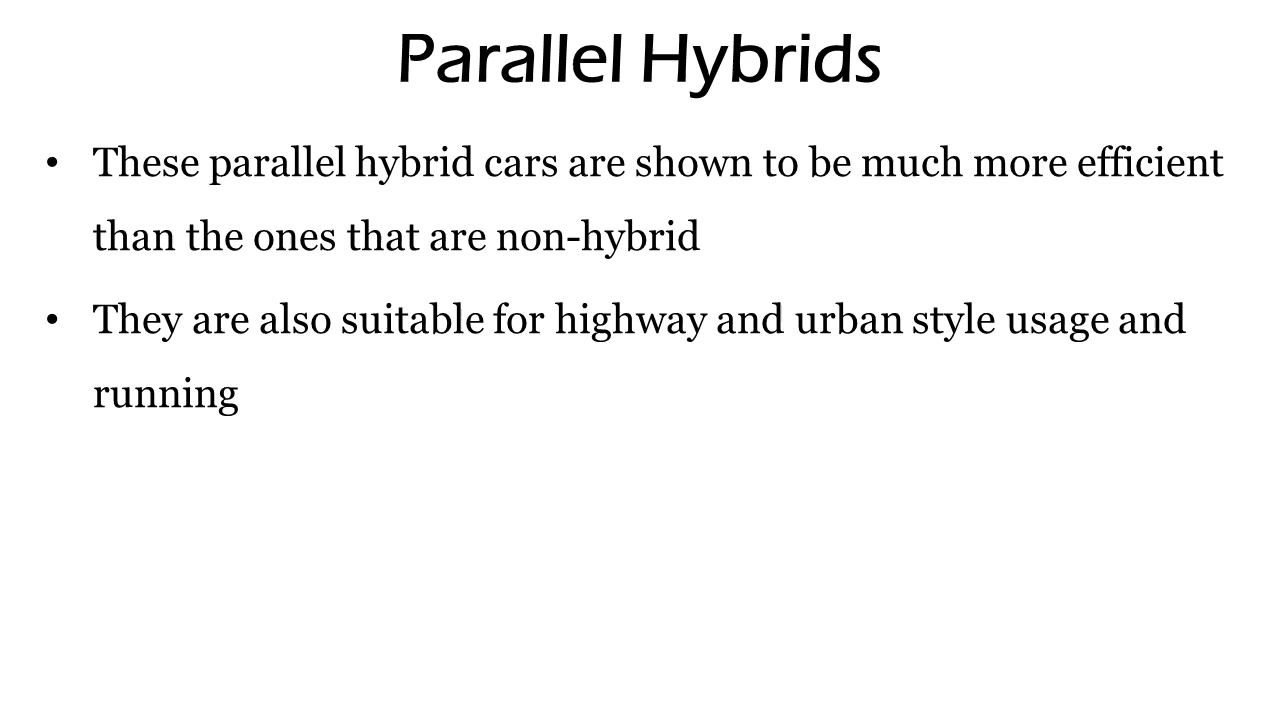 Parallel Hybrids
• These parallel hybrid cars are shown to be much more efficient
than the ones that are non-hybrid
• They are also suitable for highway and urban style usage and
running